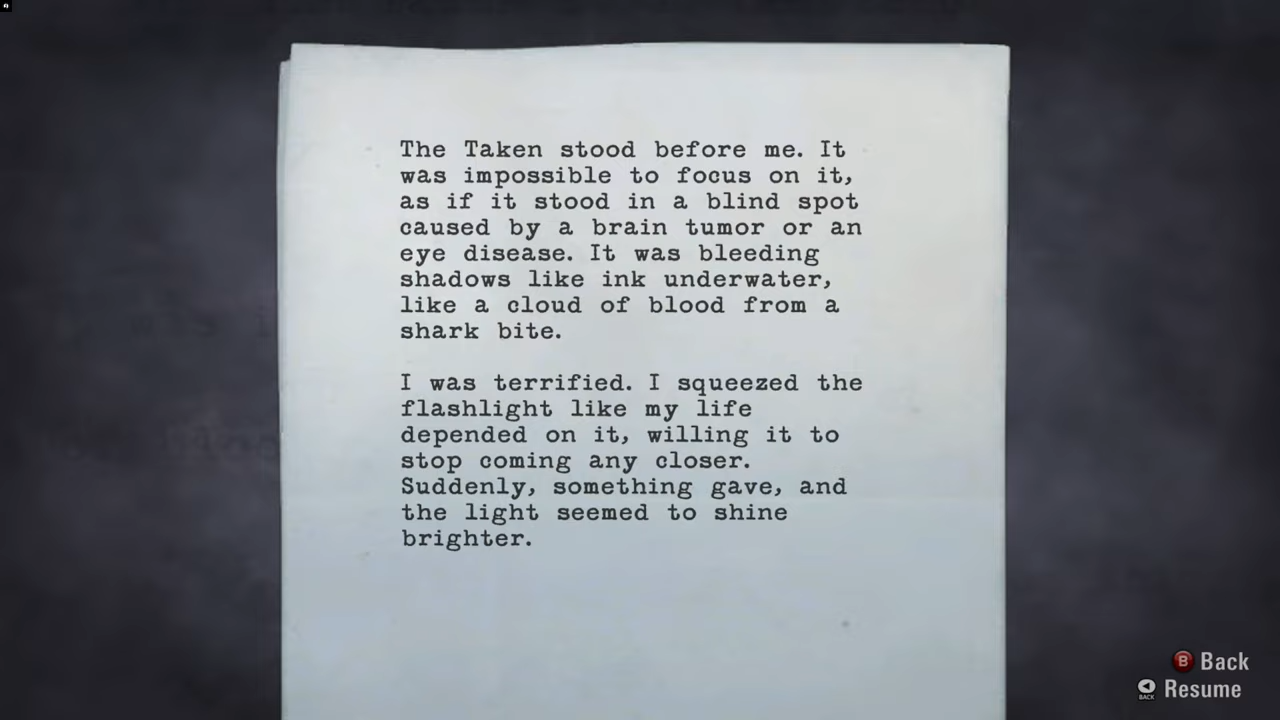 The Taken stood before me. It
was impossible to focus on it,
as if it stood in a blind spot
caused by a brain tumor or an
eye disease. It was bleeding
shadows like ink underwater,
like a cloud of blood from a
shark bite.
I was terrified. I squeezed the
flashlight like my life
depended on it, willing it to
stop coming any closer.
Suddenly, something gave, and
the light seemed to shine
brighter.
B Back
BACK Resume